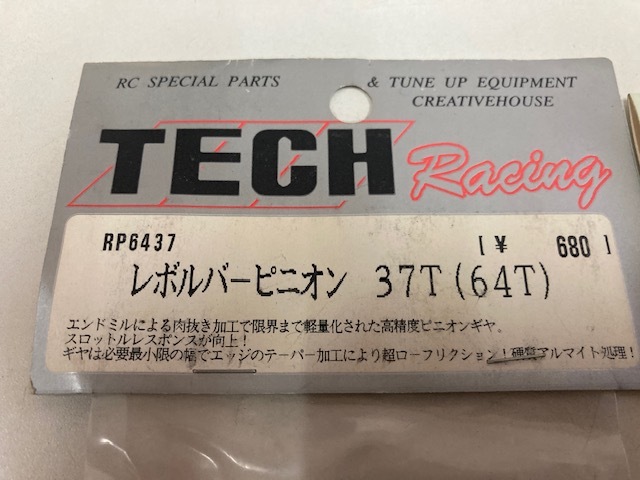 RC SPECIAL PARTS & TUNE UP EQUIPMENT
CREATIVEHOUSE
TECH Racing
RP6437 [ ¥ 680 ]
レボルバーピニオン 37T(64T)
エンドミルによる肉抜き加工で限界まで軽量化された高精度ピニオンギヤ。
スロットルレスポンスが向上!
ギヤは必要最小限の幅でエッジのテーパー加工により超ローフリクション!硬質アルマイト処理!